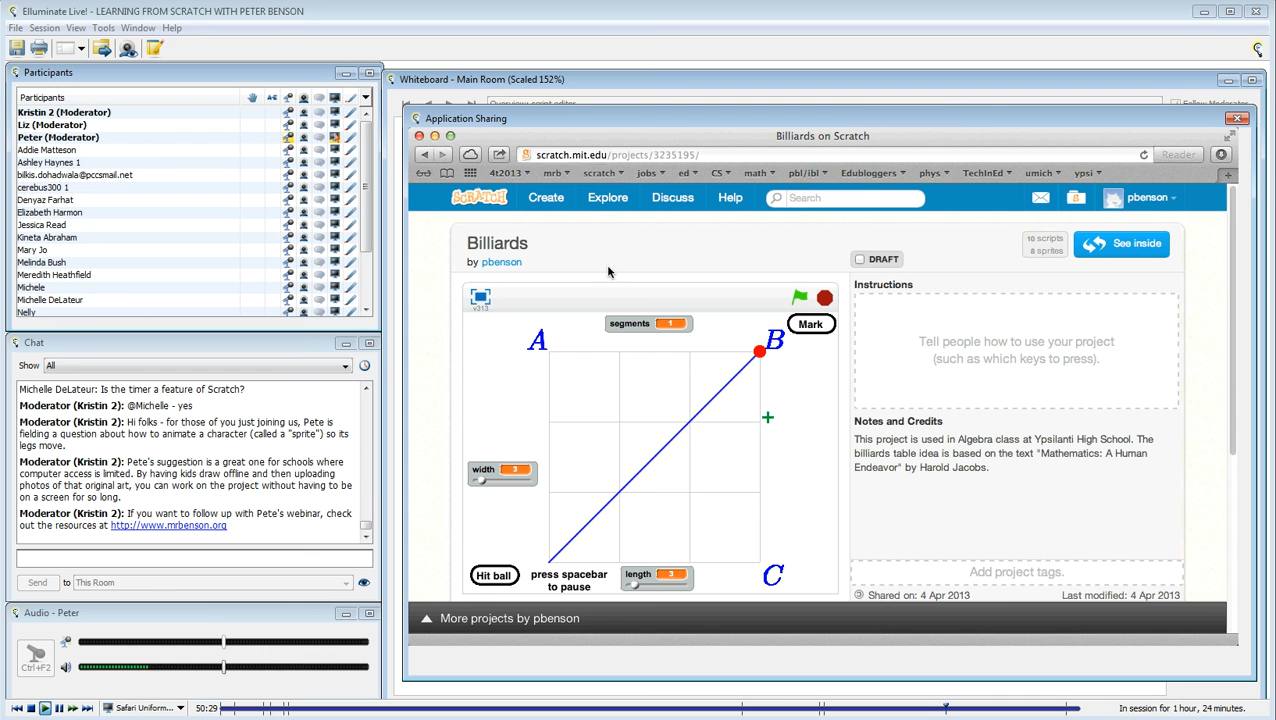 Elluminate Live! - LEARNING FROM SCRATCH WITH PETER BENSON
File Session View Tools Window Help
Participants
Participants
Kristin 2 (Moderator)
Liz (Moderator)
Peter (Moderator)
Addie Matteson
Ashley Haynes 1
bilkis.dohadwala@pccsmail.net
cerebus300 1
Denyaz Farhat
Elizabeth Harmon
Jessica Read
Kineta Abraham
Mary Jo
Melinda Bush
Meredith Heathfield
Michele
Michelle DeLateur
Nelly
Chat
Show All
Michelle DeLateur: Is the timer a feature of Scratch?
Moderator (Kristin 2): @Michelle - yes
Moderator (Kristin 2): Hi folks - for those of you just joining us, Pete is
fielding a question about how to animate a character (called a "sprite") so its
legs move.
Moderator (Kristin 2): Pete's suggestion is a great one for schools where
computer access is limited. By having kids draw offline and then uploading
photos of that original art, you can work on the project without having to be
on a screen for so long.
Moderator (Kristin 2): If you want to follow up with Pete's webinar, check
out the resources at http://www.mrbenson.org
Send to This Room
Audio - Peter
Ctrl+F2
50:29
Safari Uniform...
In session for 1 hour, 24 minutes.
Whiteboard - Main Room (Scaled 152%)
Application Sharing
Billiards on Scratch
scratch.mit.edu/projects/3235195/
Reader
4t2013 mrb scratch jobs ed CS math pbl/ibl Edubloggers phys TechInEd umich ypsi
SCRATCH Create Explore Discuss Help Search pbenson
Billiards
by pbenson
10 scripts
8 sprites
See inside
DRAFT
v313
segments 1
Mark
A
B
width 3
Hit ball
press spacebar
to pause
length 3
C
Instructions
Tell people how to use your project
(such as which keys to press).
Notes and Credits
This project is used in Algebra class at Ypsilanti High School. The
billiards table idea is based on the text "Mathematics: A Human
Endeavor" by Harold Jacobs.
Add project tags.
Shared on: 4 Apr 2013 Last modified: 4 Apr 2013
More projects by pbenson